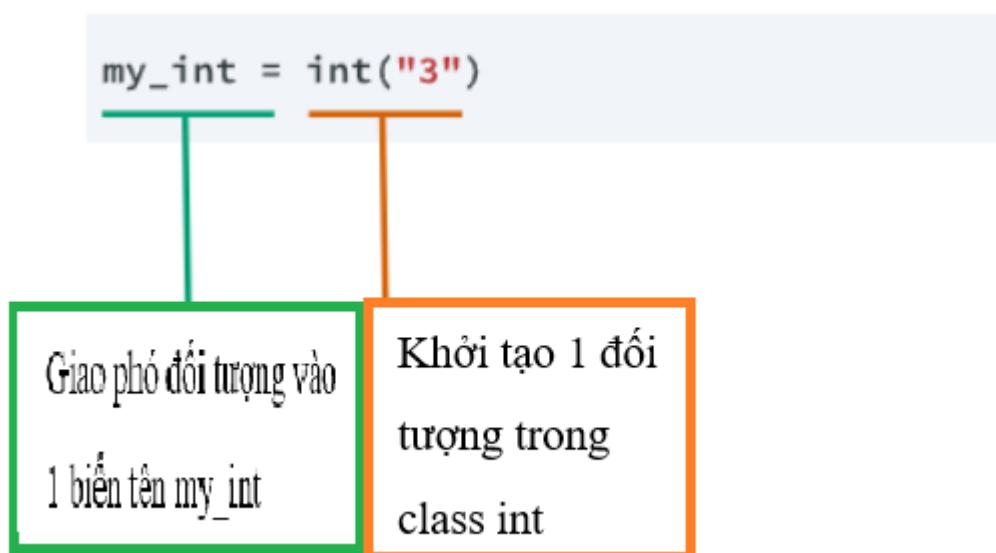 my_int = int("3")
Giao phó đối tượng vào
1 biến tên my_int
Khởi tạo 1 đối
tượng trong
class int